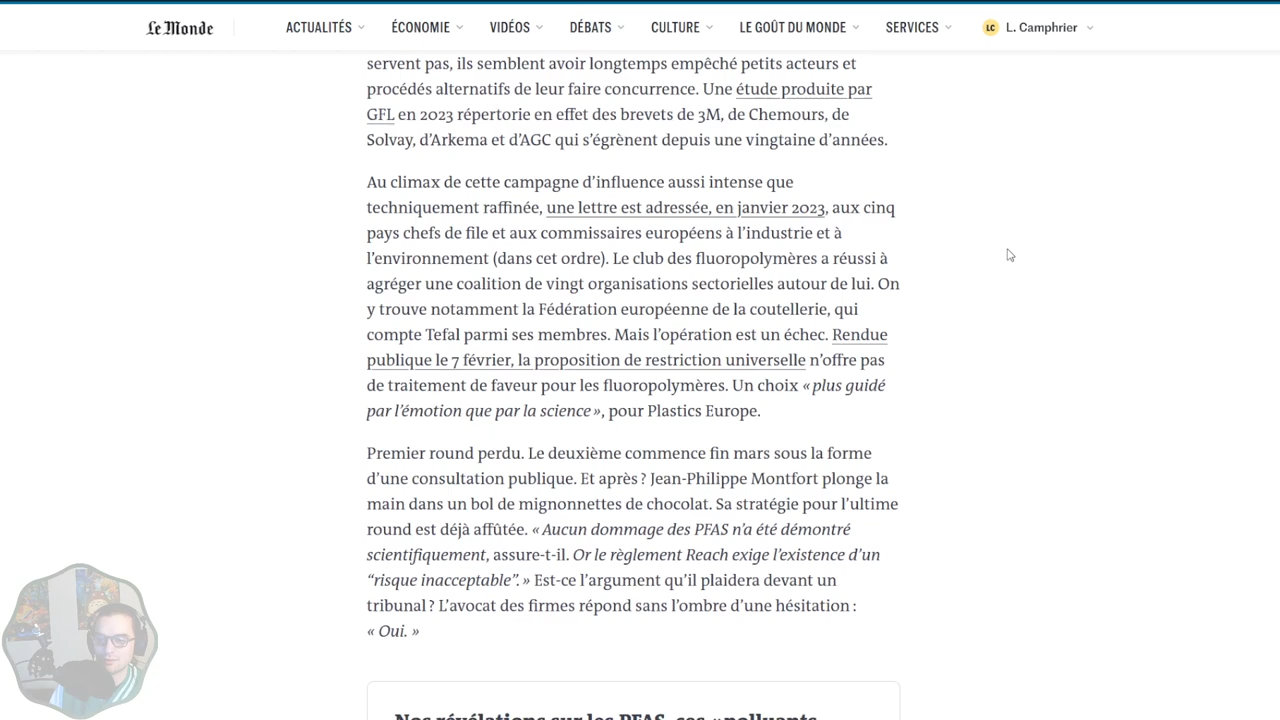 Le Monde
ACTUALITÉS
ÉCONOMIE
VIDÉOS
DÉBATS
CULTURE
LE GOÛT DU MONDE
SERVICES
LC
L. Camphrier
servent pas, ils semblent avoir longtemps empêché petits acteurs et
procédés alternatifs de leur faire concurrence. Une étude produite par
GFL en 2023 répertorie en effet des brevets de 3M, de Chemours, de
Solvay, d’Arkema et d’AGC qui s’égrènent depuis une vingtaine d’années.
Au climax de cette campagne d’influence aussi intense que
techniquement raffinée, une lettre est adressée, en janvier 2023, aux cinq
pays chefs de file et aux commissaires européens à l’industrie et à
l’environnement (dans cet ordre). Le club des fluoropolymères a réussi à
agréger une coalition de vingt organisations sectorielles autour de lui. On
y trouve notamment la Fédération européenne de la coutellerie, qui
compte Tefal parmi ses membres. Mais l’opération est un échec. Rendue
publique le 7 février, la proposition de restriction universelle n’offre pas
de traitement de faveur pour les fluoropolymères. Un choix « plus guidé
par l’émotion que par la science », pour Plastics Europe.
Premier round perdu. Le deuxième commence fin mars sous la forme
d’une consultation publique. Et après ? Jean-Philippe Montfort plonge la
main dans un bol de mignonnettes de chocolat. Sa stratégie pour l’ultime
round est déjà affûtée. « Aucun dommage des PFAS n’a été démontré
scientifiquement, assure-t-il. Or le règlement Reach exige l’existence d’un
“risque inacceptable”. » Est-ce l’argument qu’il plaidera devant un
tribunal ? L’avocat des firmes répond sans l’ombre d’une hésitation :
« Oui. »
Nos révélations sur les PFAS, ces « polluants